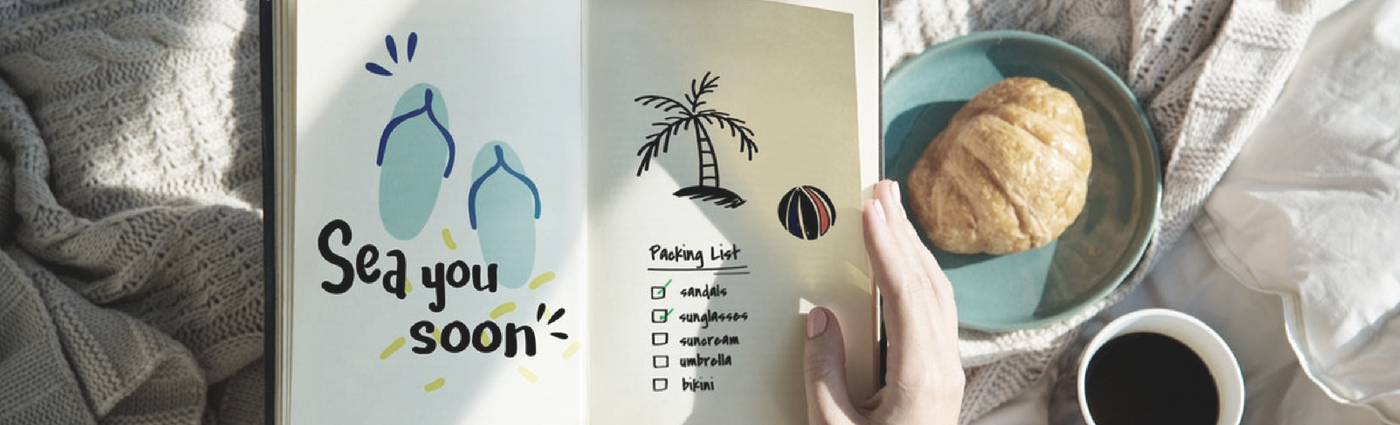 Sea you
soon
Packing List
sandals
sunglasses
suncream
umbrella
bikini